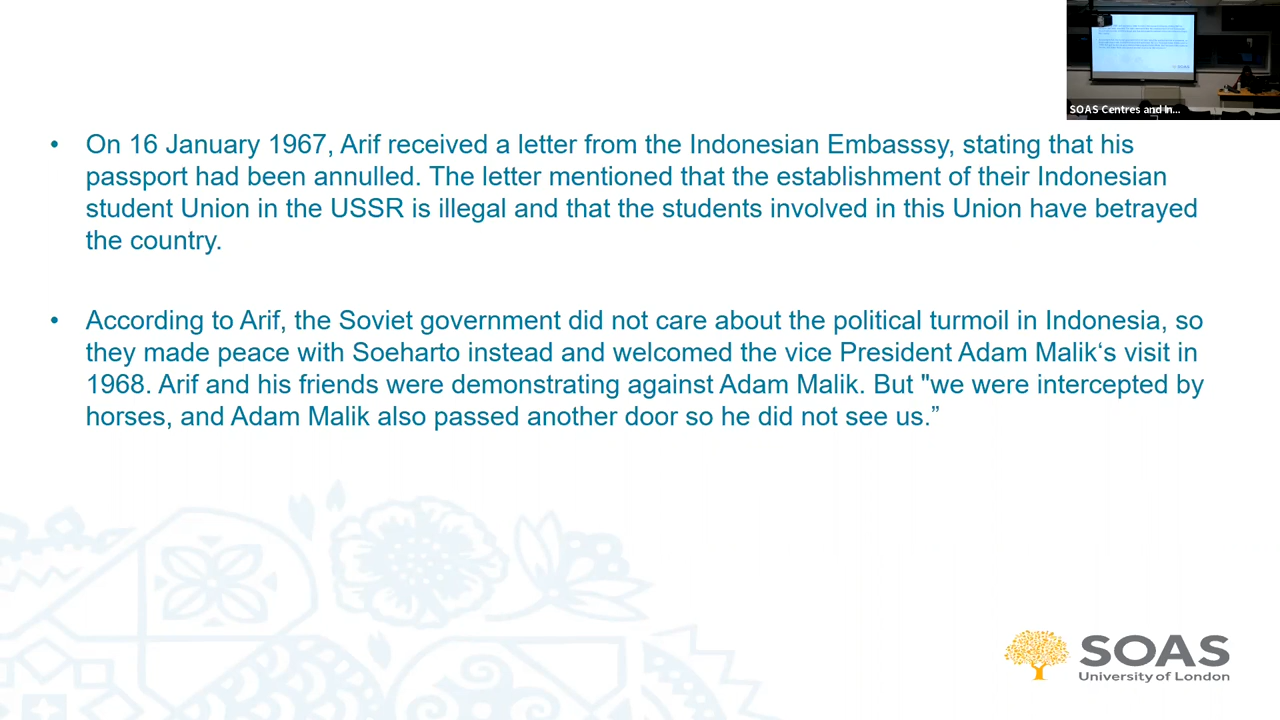 SOAS Centres and In...
• On 16 January 1967, Arif received a letter from the Indonesian Embasssy, stating that his
passport had been annulled. The letter mentioned that the establishment of their Indonesian
student Union in the USSR is illegal and that the students involved in this Union have betrayed
the country.
• According to Arif, the Soviet government did not care about the political turmoil in Indonesia, so
they made peace with Soeharto instead and welcomed the vice President Adam Malik‘s visit in
1968. Arif and his friends were demonstrating against Adam Malik. But "we were intercepted by
horses, and Adam Malik also passed another door so he did not see us.”
SOAS
University of London